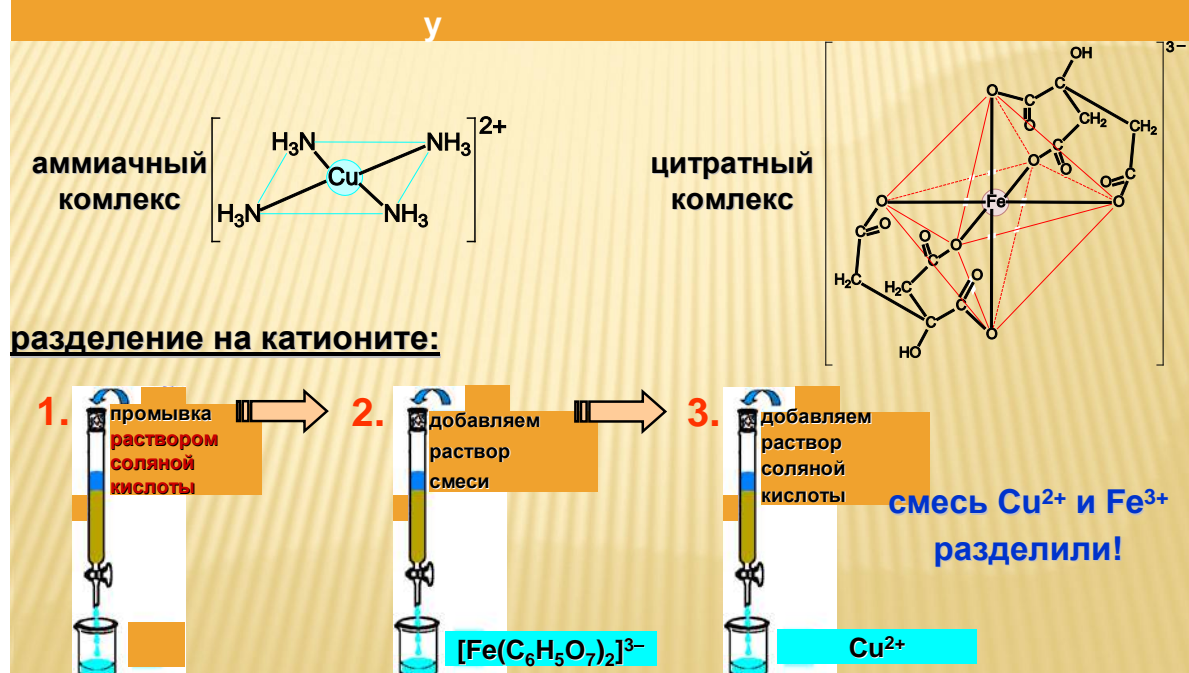 у
аммиачный
комлекс
[Cu
H₃N
NH₃
H₃N
NH₃
]²⁺
цитратный
комлекс
3–
OH
O
C
C
O
CH₂
CH₂
C
O
O
O
C
O
Fe
O
O
C
O
O
C
O
C
O
H₂C
H₂C
C
HO
O
разделение на катионите:
1.
промывка
раствором
соляной
кислоты
2.
добавляем
раствор
смеси
3.
добавляем
раствор
соляной
кислоты
смесь Cu²⁺ и Fe³⁺
разделили!
[Fe(C₆H₅O₇)₂]³⁻
Cu²⁺